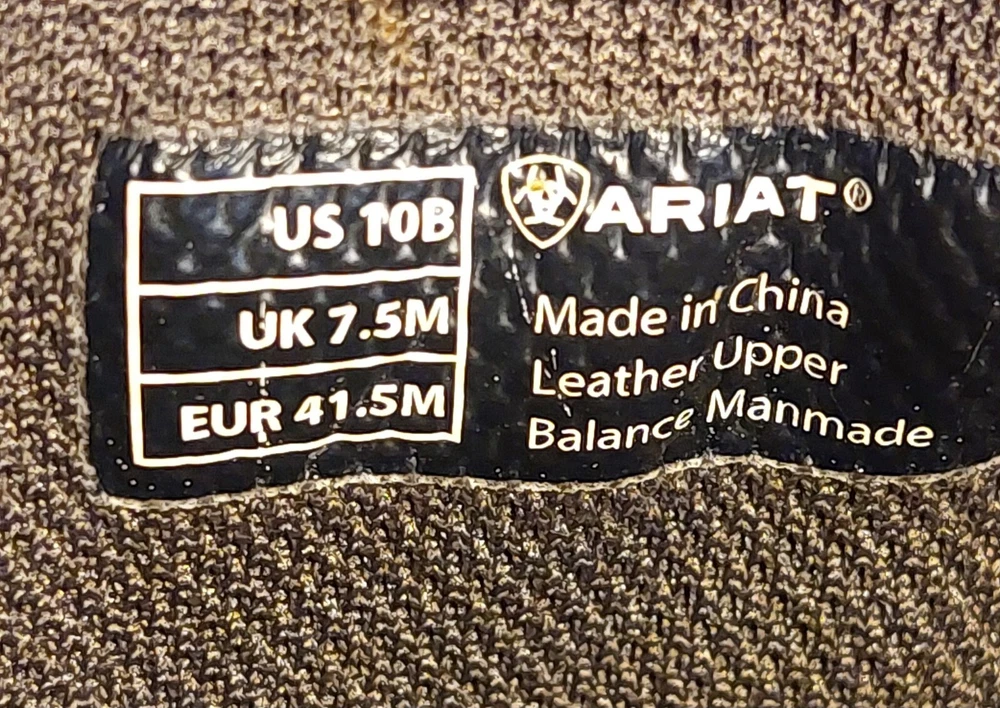 US 10B
UK 7.5M
EUR 41.5M
ARIAT®
Made in China
Leather Upper
Balance Manmade